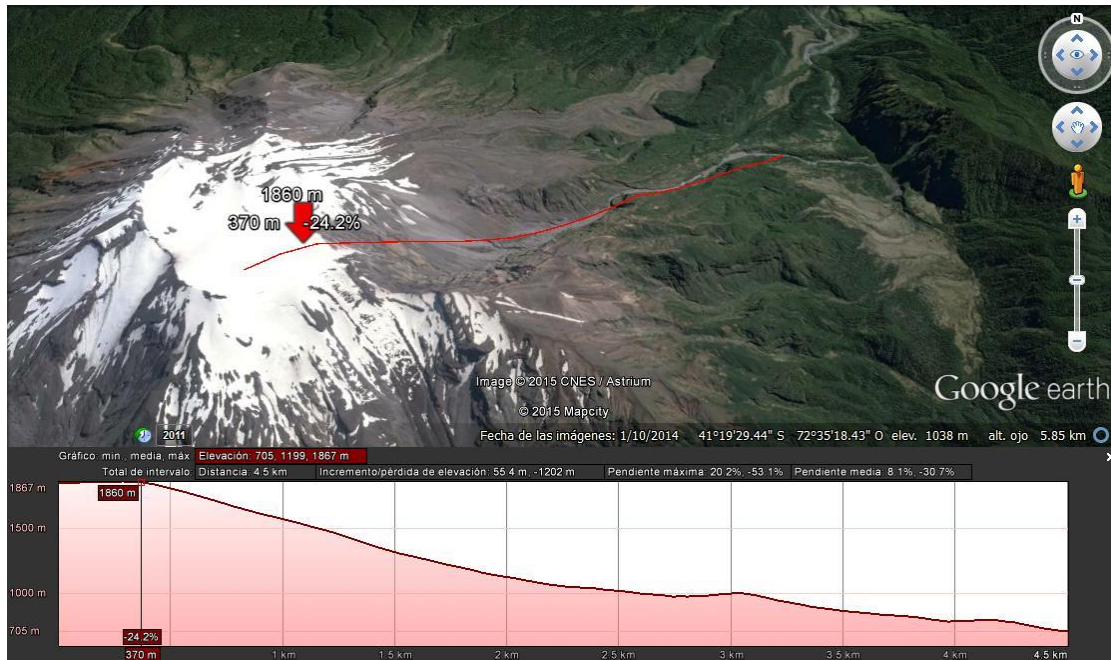 N
1860 m
370 m -24.2%
Image © 2015 CNES / Astrium
© 2015 Mapcity
Google earth
2011
Fecha de las imágenes: 1/10/2014 41°19'29.44" S 72°35'18.43" O elev. 1038 m alt. ojo 5.85 km
Gráfico: min., media, máx Elevación: 705, 1199, 1867 m
Total de intervalo: Distancia: 4.5 km Incremento/pérdida de elevación: 55.4 m, -1202 m Pendiente máxima: 20.2%, -53.1% Pendiente media: 8.1%, -30.7%
1867 m
1860 m
1500 m
1000 m
705 m
-24.2%
370 m 1 km 1.5 km 2 km 2.5 km 3 km 3.5 km 4 km 4.5 km